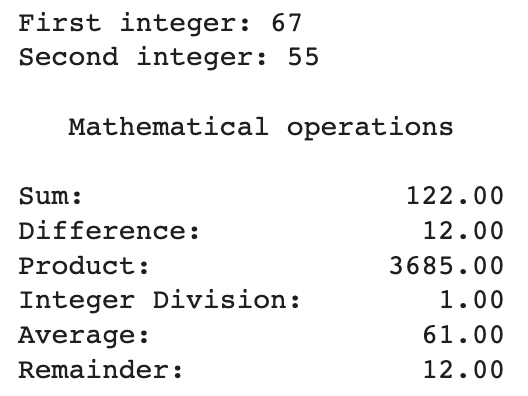 First integer: 67
Second integer: 55
Mathematical operations
Sum: 122.00
Difference: 12.00
Product: 3685.00
Integer Division: 1.00
Average: 61.00
Remainder: 12.00